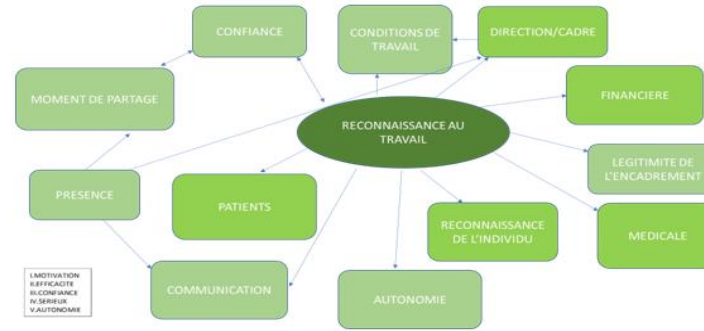 CONFIANCE
CONDITIONS DE
TRAVAIL
DIRECTION/CADRE
MOMENT DE PARTAGE
FINANCIERE
RECONNAISSANCE AU
TRAVAIL
LEGITIMITE DE
L'ENCADREMENT
PRESENCE
PATIENTS
RECONNAISSANCE
DE L'INDIVIDU
MEDICALE
COMMUNICATION
AUTONOMIE
I.MOTIVATION
II.EFFICACITE
III.CONFIANCE
IV.SERIEUX
V.AUTONOMIE